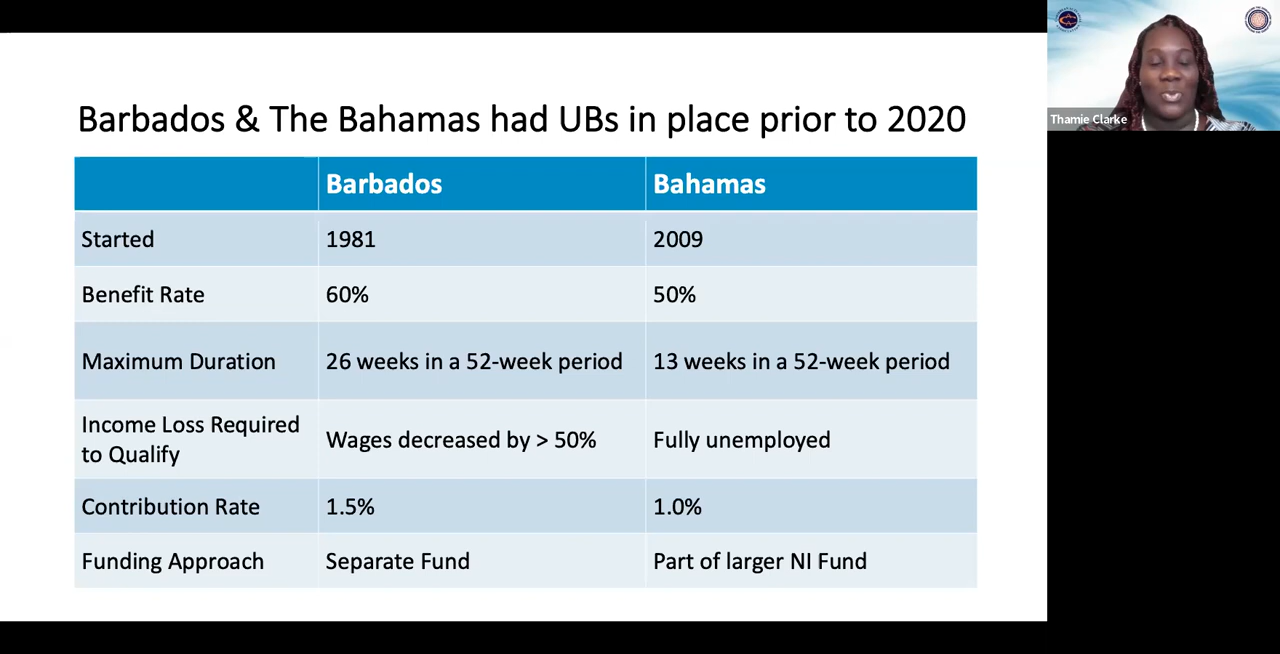 Barbados & The Bahamas had UBs in place prior to 2020
Barbados
Bahamas
Started
1981
2009
Benefit Rate
60%
50%
Maximum Duration
26 weeks in a 52-week period
13 weeks in a 52-week period
Income Loss Required
to Qualify
Wages decreased by > 50%
Fully unemployed
Contribution Rate
1.5%
1.0%
Funding Approach
Separate Fund
Part of larger NI Fund
Thamie Clarke